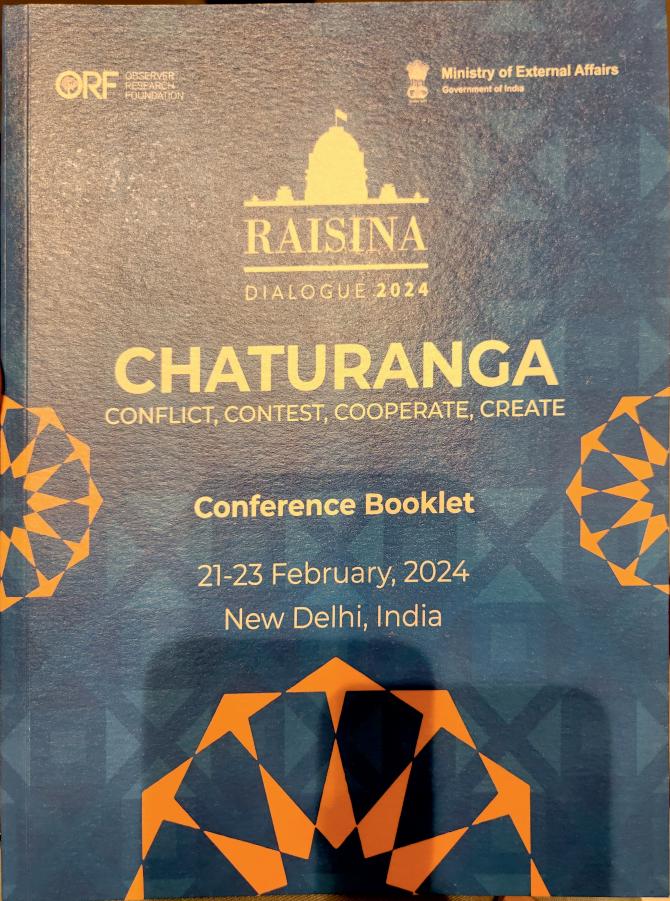 ORF
OBSERVER
RESEARCH
FOUNDATION
Ministry of External Affairs
Government of India
RAISINA
DIALOGUE 2024
CHATURANGA
CONFLICT, CONTEST, COOPERATE, CREATE
Conference Booklet
21-23 February, 2024
New Delhi, India